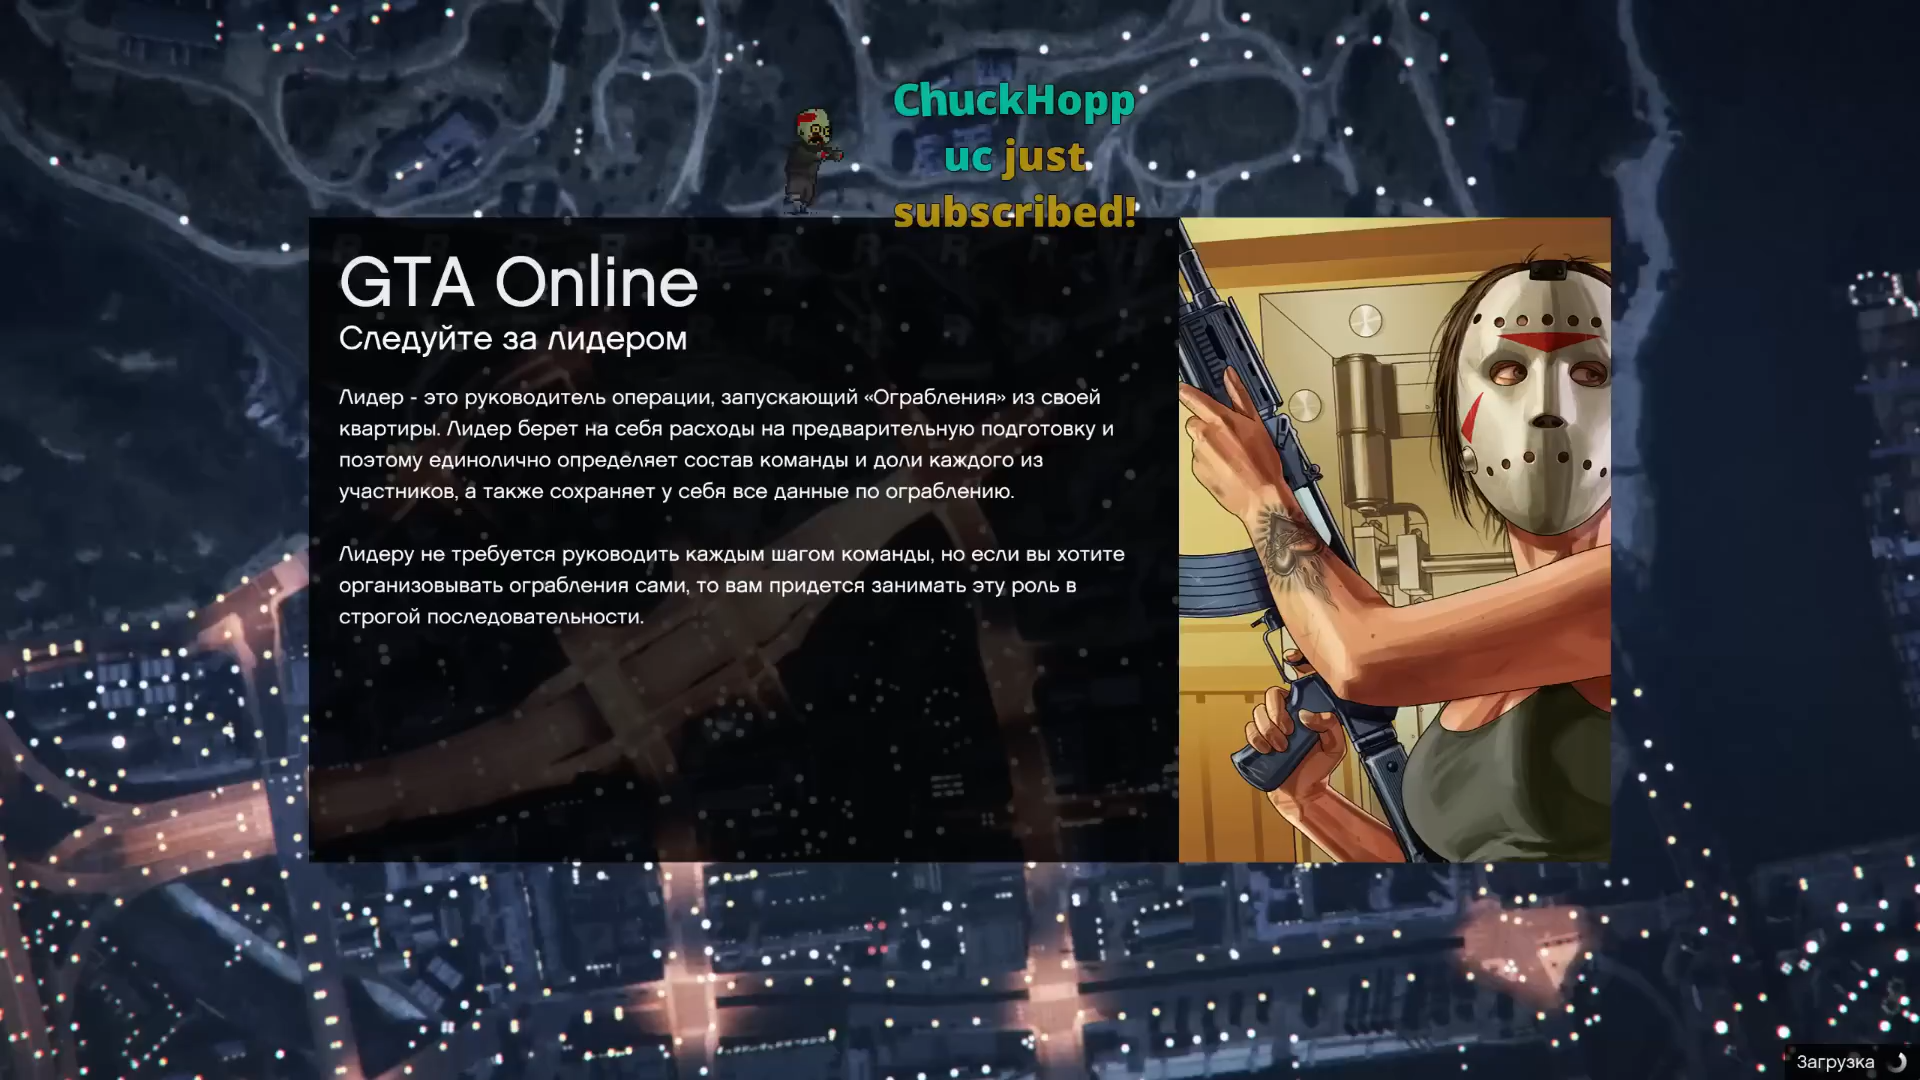 ChuckHopp
uc just
subscribed!
GTA Online
Следуйте за лидером
Лидер - это руководитель операции, запускающий «Ограбления» из своей
квартиры. Лидер берет на себя расходы на предварительную подготовку и
поэтому единолично определяет состав команды и доли каждого из
участников, а также сохраняет у себя все данные по ограблению.
Лидеру не требуется руководить каждым шагом команды, но если вы хотите
организовывать ограбления сами, то вам придется занимать эту роль в
строгой последовательности.
Загрузка